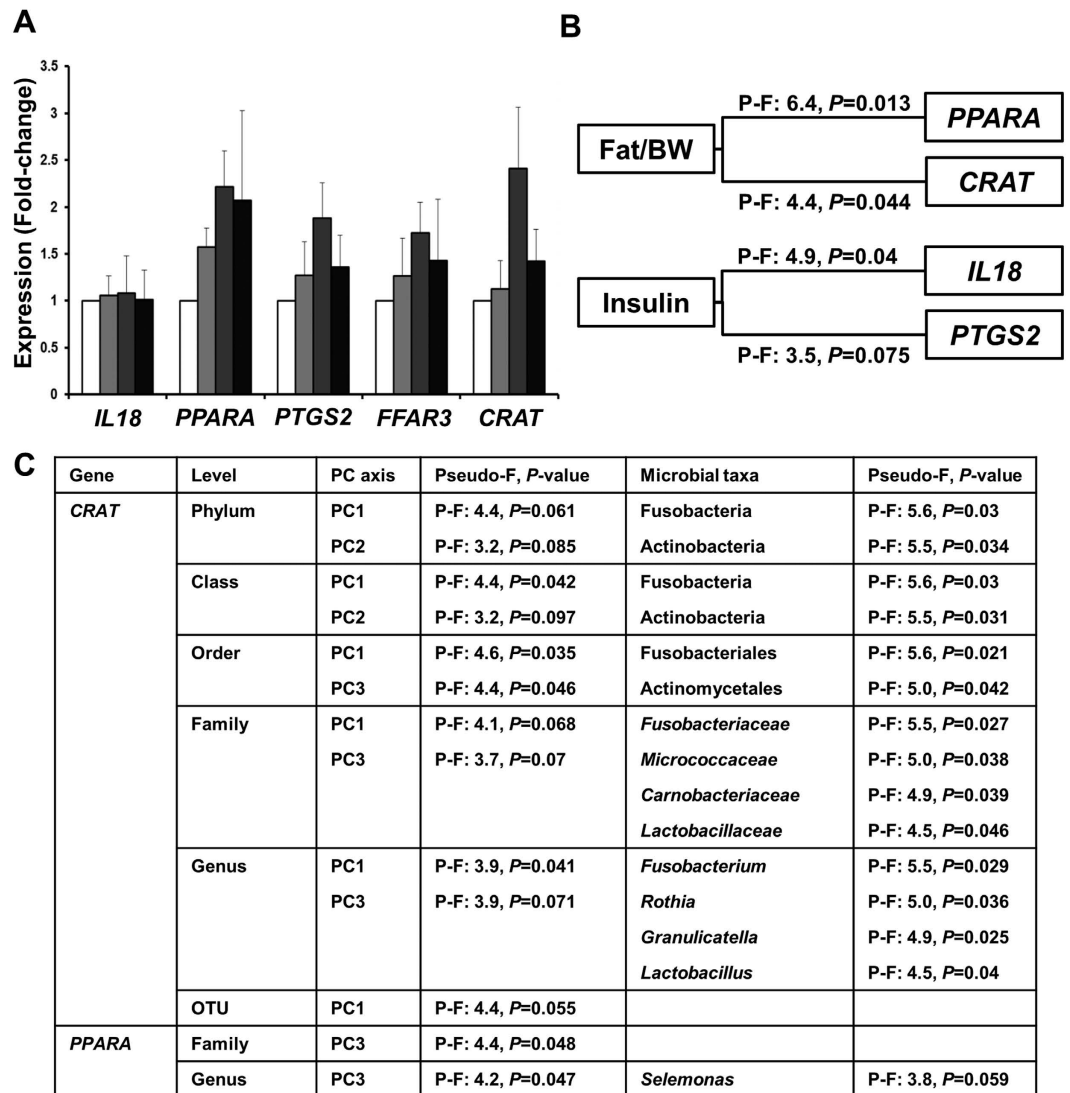 A
Expression (Fold-change)
3.5
3
2.5
2
1.5
1
0.5
0
IL18 PPARA PTGS2 FFAR3 CRAT
B
Fat/BW
P-F: 6.4, P=0.013
PPARA
CRAT
P-F: 4.4, P=0.044
Insulin
P-F: 4.9, P=0.04
IL18
PTGS2
P-F: 3.5, P=0.075
C
Gene Level PC axis Pseudo-F, P-value Microbial taxa Pseudo-F, P-value
CRAT Phylum PC1 P-F: 4.4, P=0.061 Fusobacteria P-F: 5.6, P=0.03
PC2 P-F: 3.2, P=0.085 Actinobacteria P-F: 5.5, P=0.034
Class PC1 P-F: 4.4, P=0.042 Fusobacteria P-F: 5.6, P=0.03
PC2 P-F: 3.2, P=0.097 Actinobacteria P-F: 5.5, P=0.031
Order PC1 P-F: 4.6, P=0.035 Fusobacteriales P-F: 5.6, P=0.021
PC3 P-F: 4.4, P=0.046 Actinomycetales P-F: 5.0, P=0.042
Family PC1 P-F: 4.1, P=0.068 Fusobacteriaceae P-F: 5.5, P=0.027
PC3 P-F: 3.7, P=0.07 Micrococcaceae P-F: 5.0, P=0.038
Carnobacteriaceae P-F: 4.9, P=0.039
Lactobacillaceae P-F: 4.5, P=0.046
Genus PC1 P-F: 3.9, P=0.041 Fusobacterium P-F: 5.5, P=0.029
PC3 P-F: 3.9, P=0.071 Rothia P-F: 5.0, P=0.036
Granulicatella P-F: 4.9, P=0.025
Lactobacillus P-F: 4.5, P=0.04
OTU PC1 P-F: 4.4, P=0.055
PPARA Family PC3 P-F: 4.4, P=0.048
Genus PC3 P-F: 4.2, P=0.047 Selemonas P-F: 3.8, P=0.059